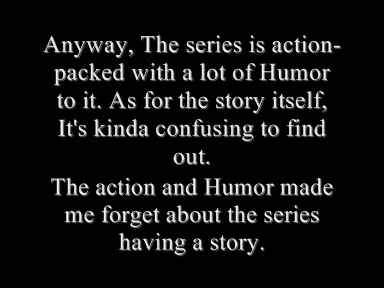 Anyway, The series is action-
packed with a lot of Humor
to it. As for the story itself,
It's kinda confusing to find
out.
The action and Humor made
me forget about the series
having a story.